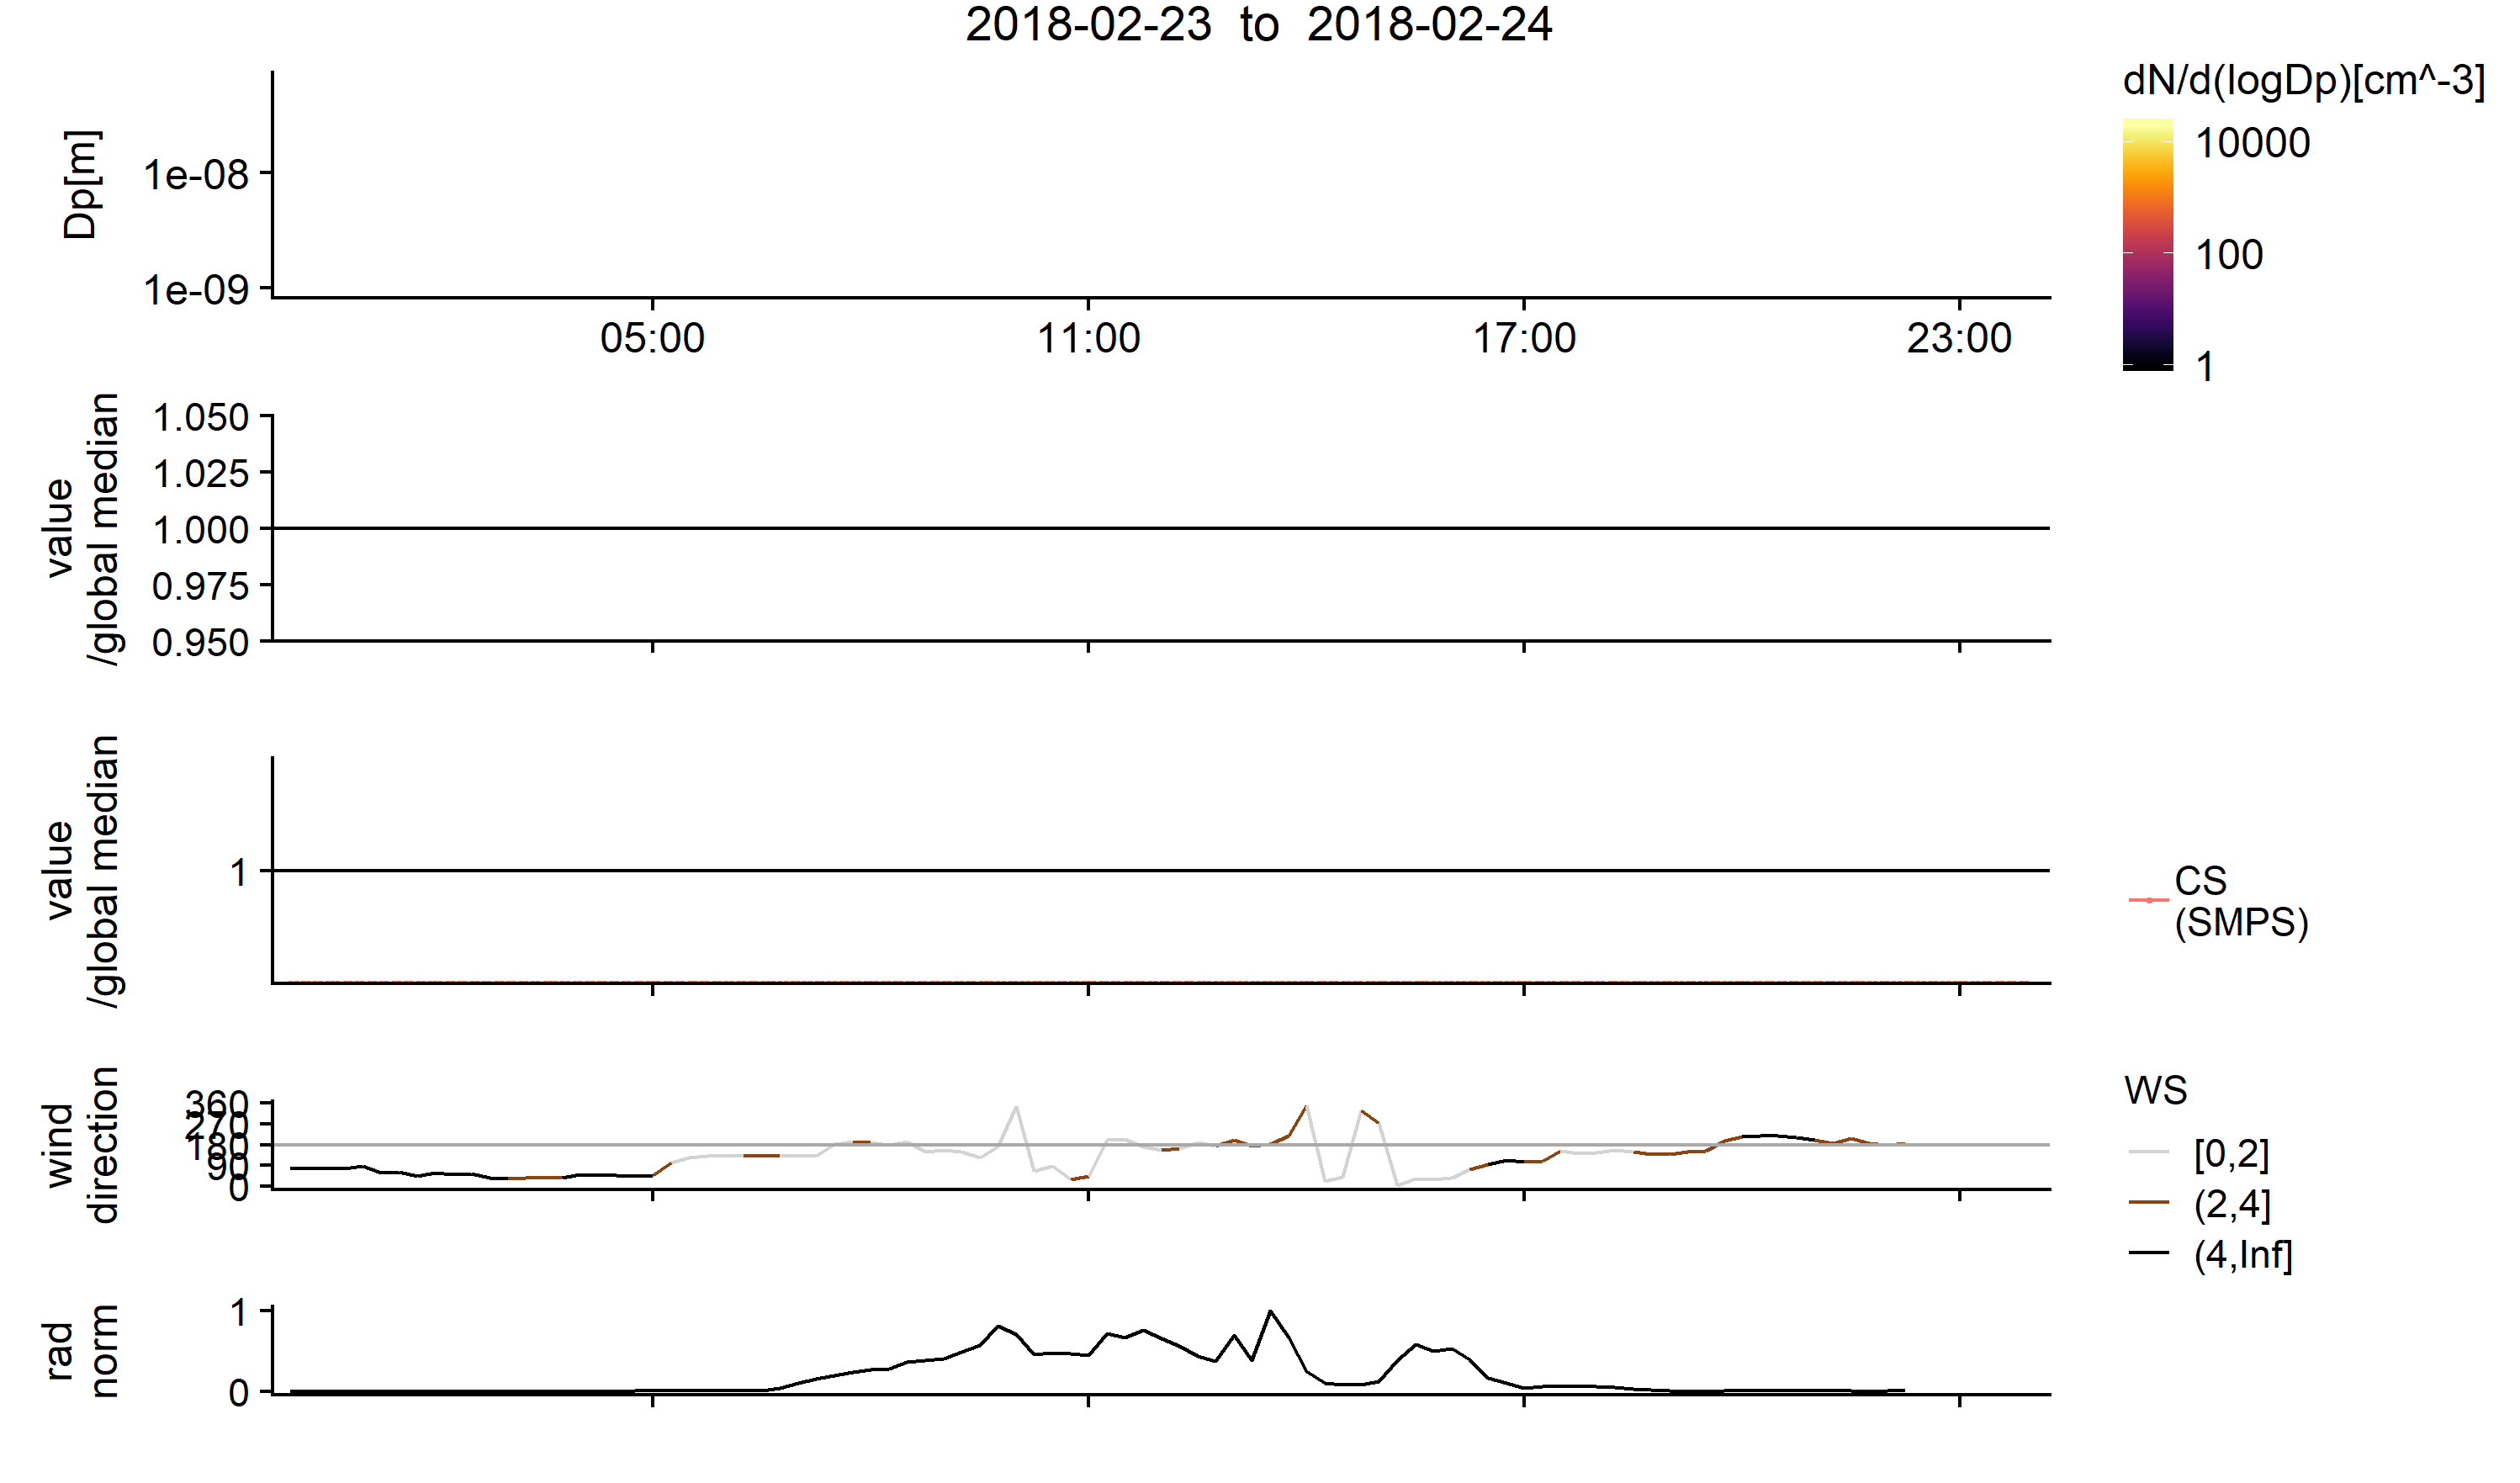 2018-02-23 to 2018-02-24
dN/d(logDp)[cm^-3]
10000
100
1
Dp[m]
1e-08
1e-09
05:00
11:00
17:00
23:00
value
/global median
1.050
1.025
1.000
0.975
0.950
value
/global median
1
CS
(SMPS)
wind
direction
360
270
180
90
0
WS
[0,2]
(2,4]
(4,Inf]
rad
norm
1
0